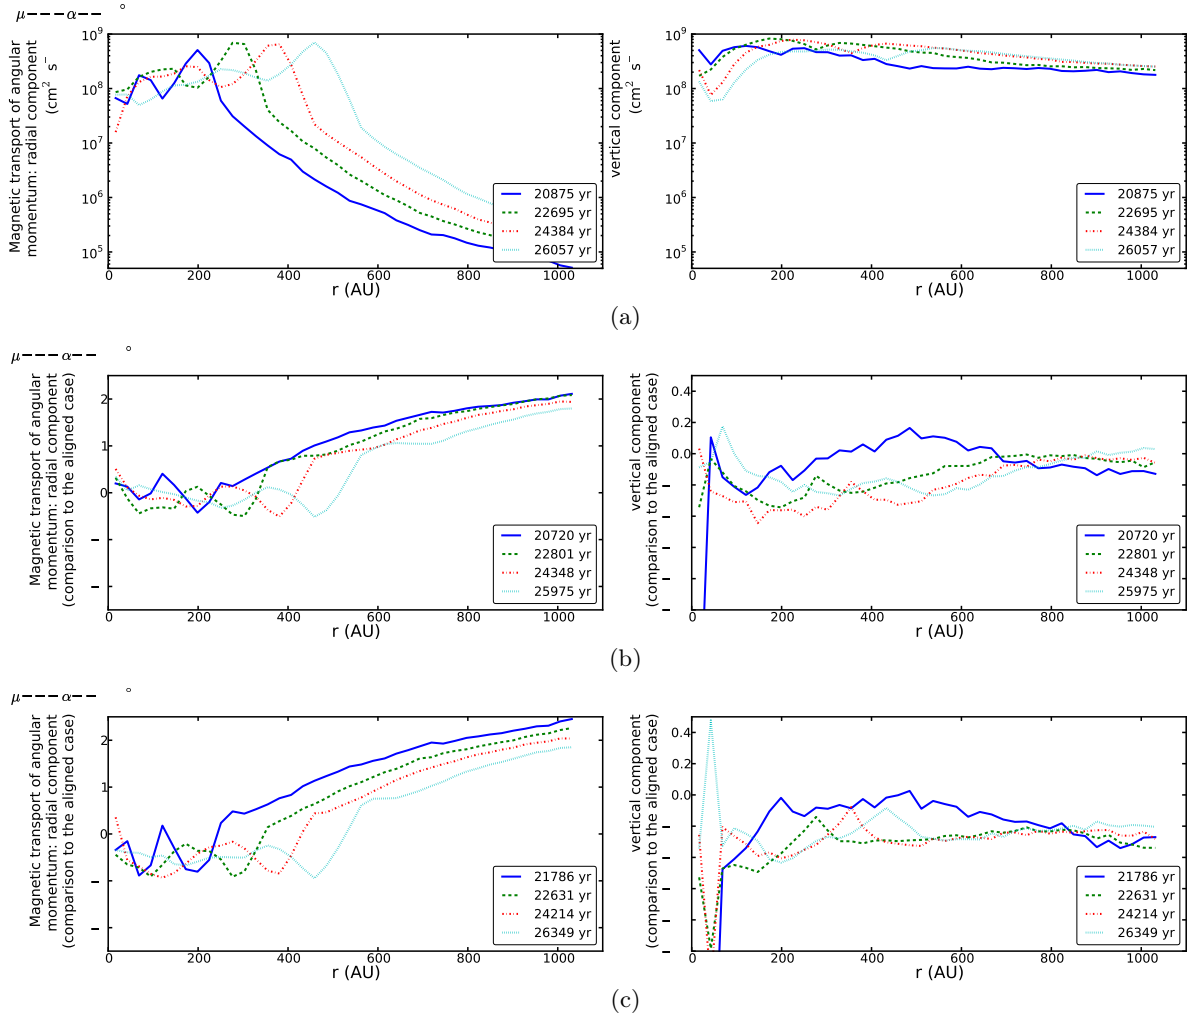 μ−−−α−− °
Magnetic transport of angular
momentum: radial component
(cm² s
10⁹
10⁸
10⁷
10⁶
10⁵
0 200 400 600 800 1000
r (AU)
20875 yr
22695 yr
24384 yr
26057 yr
vertical component
(cm² s
10⁹
10⁸
10⁷
10⁶
10⁵
0 200 400 600 800 1000
r (AU)
20875 yr
22695 yr
24384 yr
26057 yr
(a)
μ−−−α−− °
Magnetic transport of angular
momentum: radial component
(comparison to the aligned case)
2
1
0
−
−
0 200 400 600 800 1000
r (AU)
20720 yr
22801 yr
24348 yr
25975 yr
vertical component
(comparison to the aligned case)
0.4
0.2
0.0
−
−
−
−
−
0 200 400 600 800 1000
r (AU)
20720 yr
22801 yr
24348 yr
25975 yr
(b)
μ−−−α−− °
Magnetic transport of angular
momentum: radial component
(comparison to the aligned case)
2
1
0
−
−
0 200 400 600 800 1000
r (AU)
21786 yr
22631 yr
24214 yr
26349 yr
vertical component
(comparison to the aligned case)
0.4
0.2
0.0
−
−
−
−
−
0 200 400 600 800 1000
r (AU)
21786 yr
22631 yr
24214 yr
26349 yr
(c)